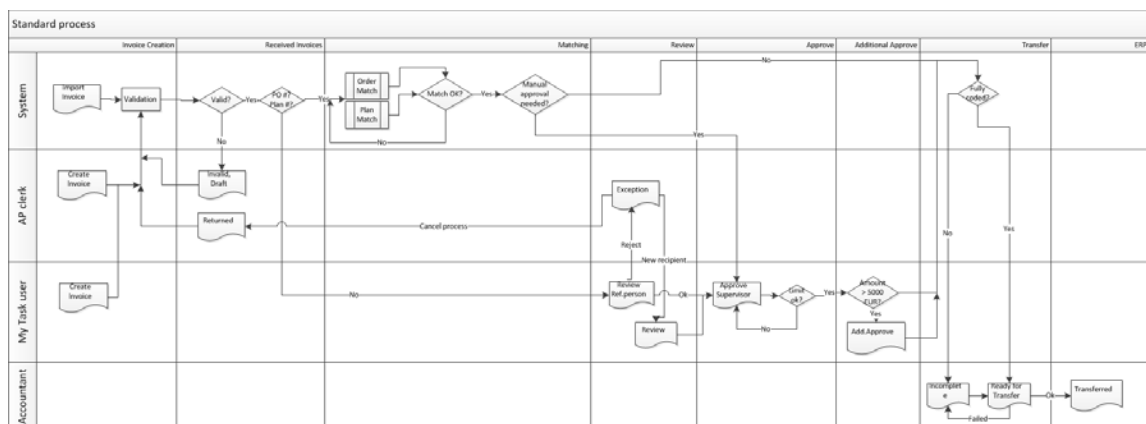 Standard process
Invoice Creation
Received Invoices
Matching
Review
Approve
Additional Approve
Transfer
ERP
System
Import
Invoice
Validation
Valid?
Yes
PO #?
Plan #?
Yes
Order
Match
Plan
Match
Match OK?
Yes
Manual
approval
needed?
No
Fully
coded?
No
No
Yes
AP clerk
Create
Invoice
Invalid,
Draft
Returned
Cancel process
Exception
Reject
New recipient
No
Yes
My Task user
Create
Invoice
No
Review
Ref.person
Ok
Approve
Supervisor
Limit
ok?
Yes
Amount
> 5000
EUR?
No
Yes
Review
Add.Approve
Accountant
Incomplet
e
Ready for
Transfer
Ok
Transferred
Failed